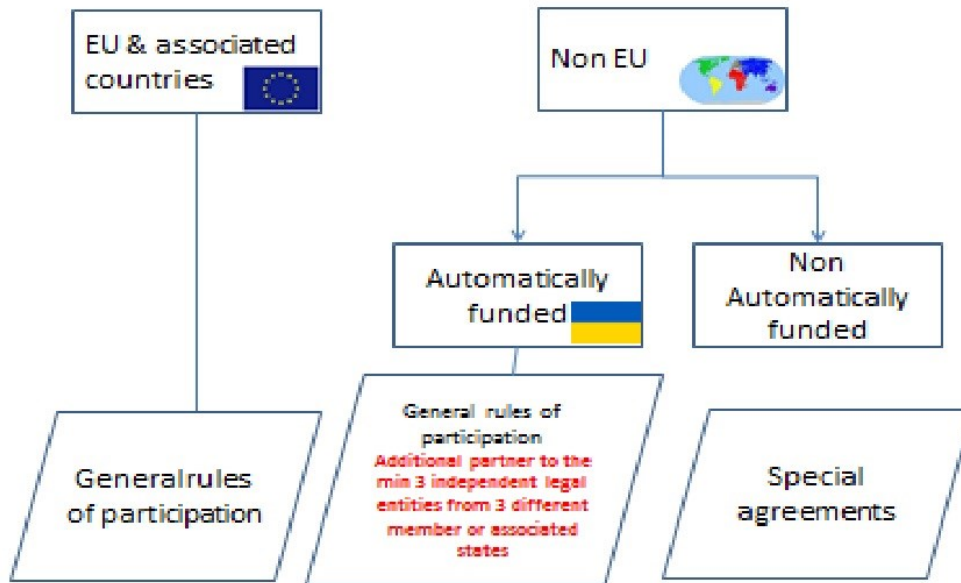 EU & associated
countries
Non EU
Automatically
funded
Non
Automatically
funded
Generalrules
of participation
General rules of
participation
Additional partner to the
min 3 independent legal
entities from 3 different
member or associated
states
Special
agreements